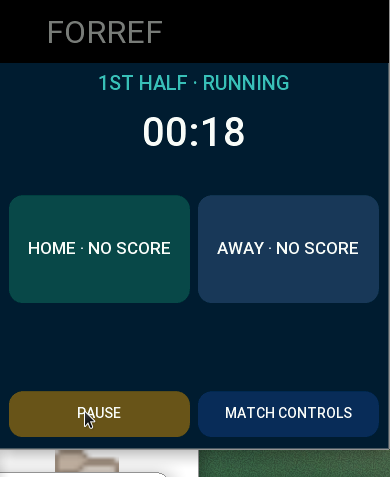 FORREF
1ST HALF · RUNNING
00:18
HOME · NO SCORE
AWAY · NO SCORE
PAUSE
MATCH CONTROLS